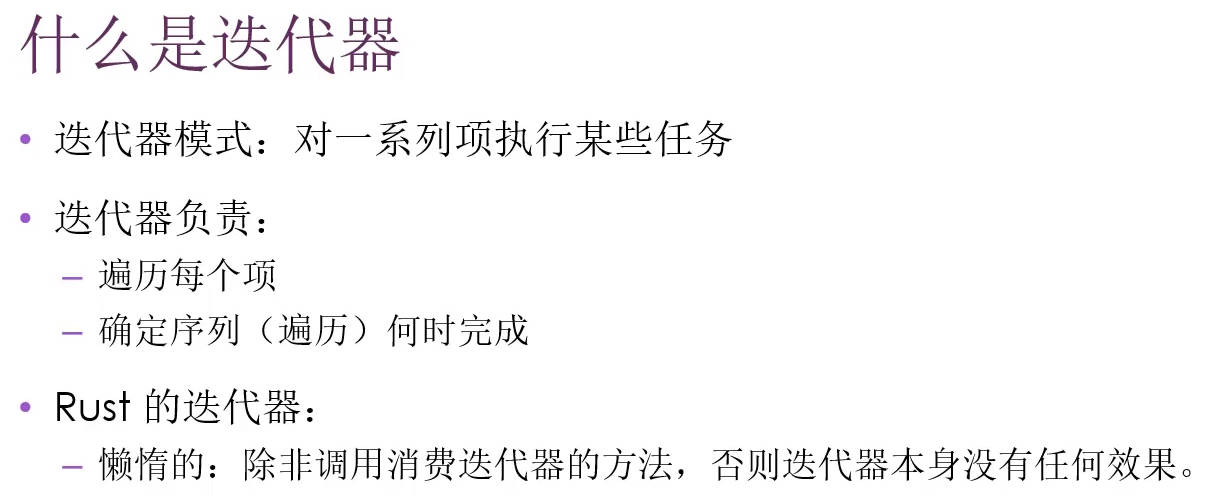 什么是迭代器
• 迭代器模式：对一系列项执行某些任务
• 迭代器负责：
– 遍历每个项
– 确定序列（遍历）何时完成
• Rust 的迭代器：
– 懒惰的：除非调用消费迭代器的方法，否则迭代器本身没有任何效果。